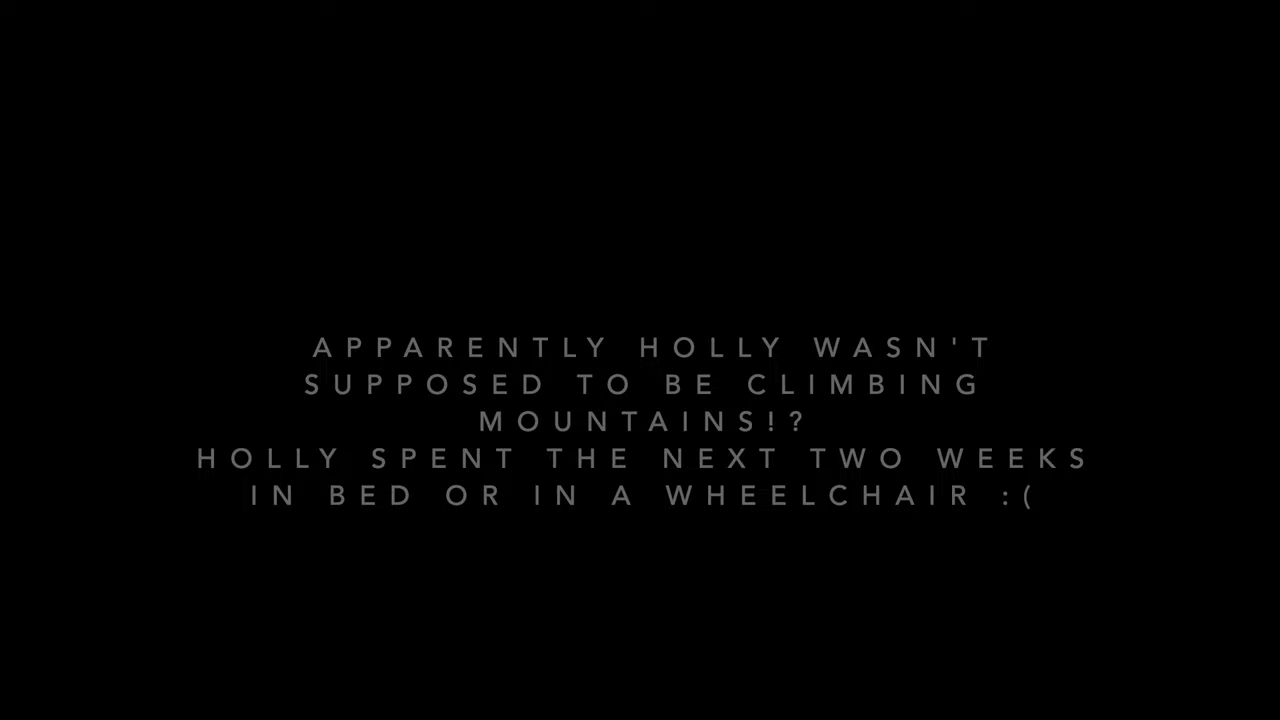 APPARENTLY HOLLY WASN'T
SUPPOSED TO BE CLIMBING
MOUNTAINS!?
HOLLY SPENT THE NEXT TWO WEEKS
IN BED OR IN A WHEELCHAIR :(